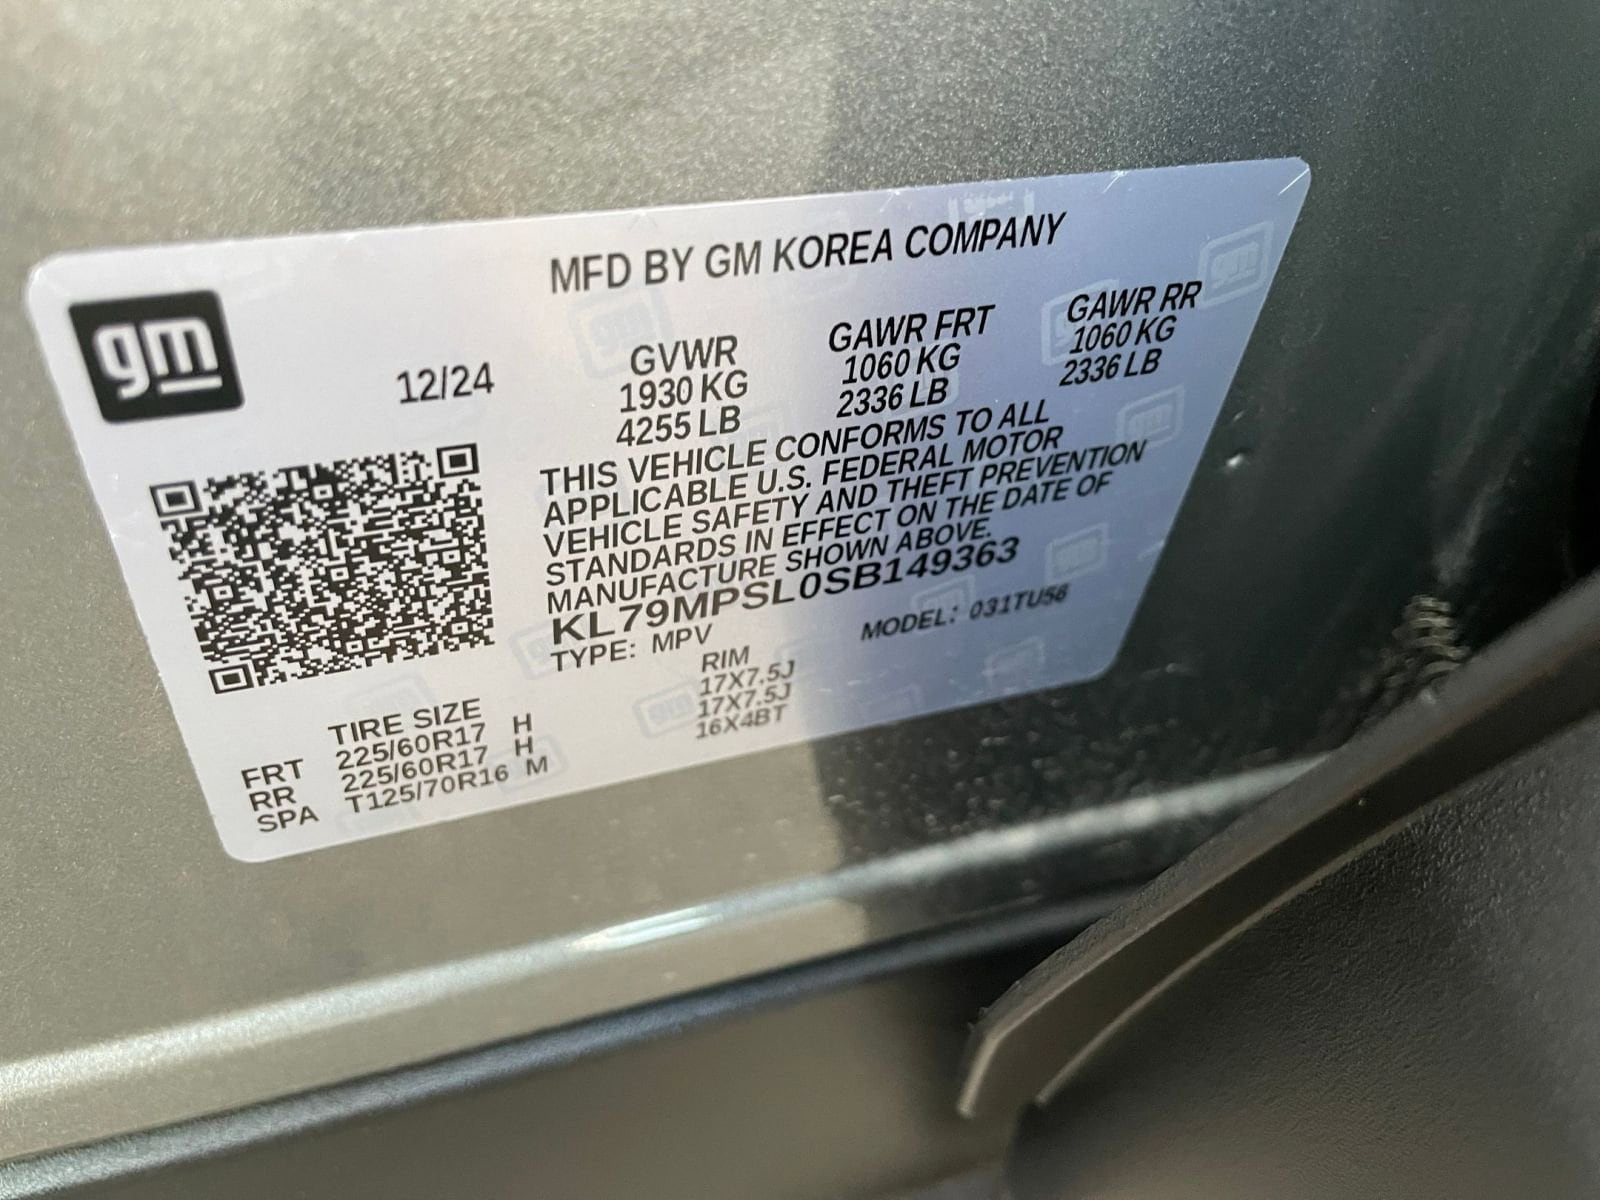 gm
MFD BY GM KOREA COMPANY
12/24
GVWR GAWR FRT GAWR RR
1930 KG 1060 KG 1060 KG
4255 LB 2336 LB 2336 LB
THIS VEHICLE CONFORMS TO ALL
APPLICABLE U.S. FEDERAL MOTOR
VEHICLE SAFETY AND THEFT PREVENTION
STANDARDS IN EFFECT ON THE DATE OF
MANUFACTURE SHOWN ABOVE.
KL79MPSL0SB149363
TYPE: MPV MODEL: 031TU56
TIRE SIZE RIM
FRT 225/60R17 H 17X7.5J
RR 225/60R17 H 17X7.5J
SPA T125/70R16 M 16X4BT